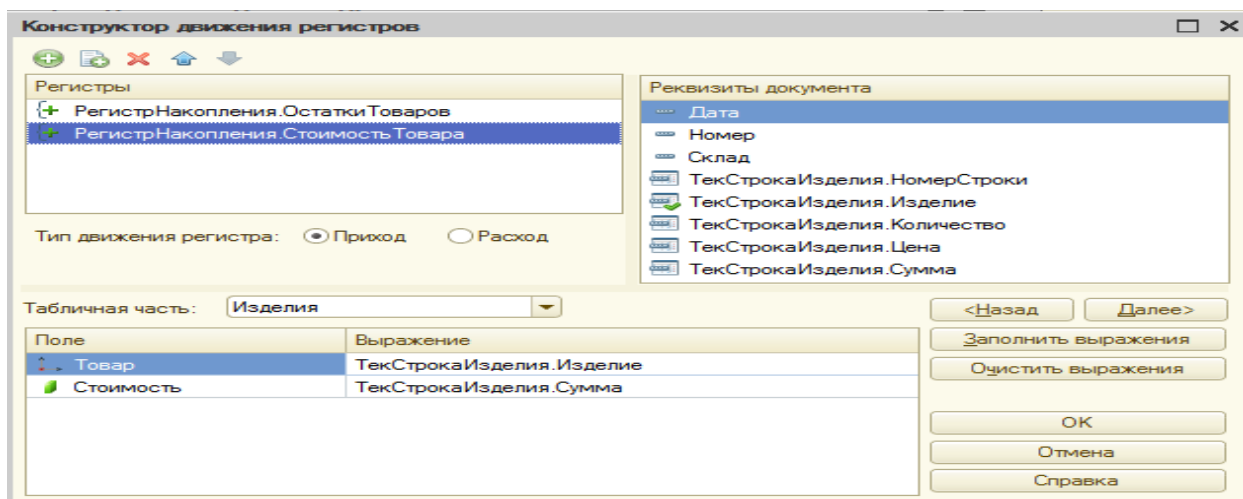 Конструктор движения регистров
Регистры
РегистрНакопления.ОстаткиТоваров
РегистрНакопления.СтоимостьТовара
Тип движения регистра: Приход Расход
Реквизиты документа
Дата
Номер
Склад
ТекСтрокаИзделия.НомерСтроки
ТекСтрокаИзделия.Изделие
ТекСтрокаИзделия.Количество
ТекСтрокаИзделия.Цена
ТекСтрокаИзделия.Сумма
Табличная часть: Изделия
<Назад Далее>
Заполнить выражения
Очистить выражения
Поле Выражение
Товар ТекСтрокаИзделия.Изделие
Стоимость ТекСтрокаИзделия.Сумма
OK
Отмена
Справка